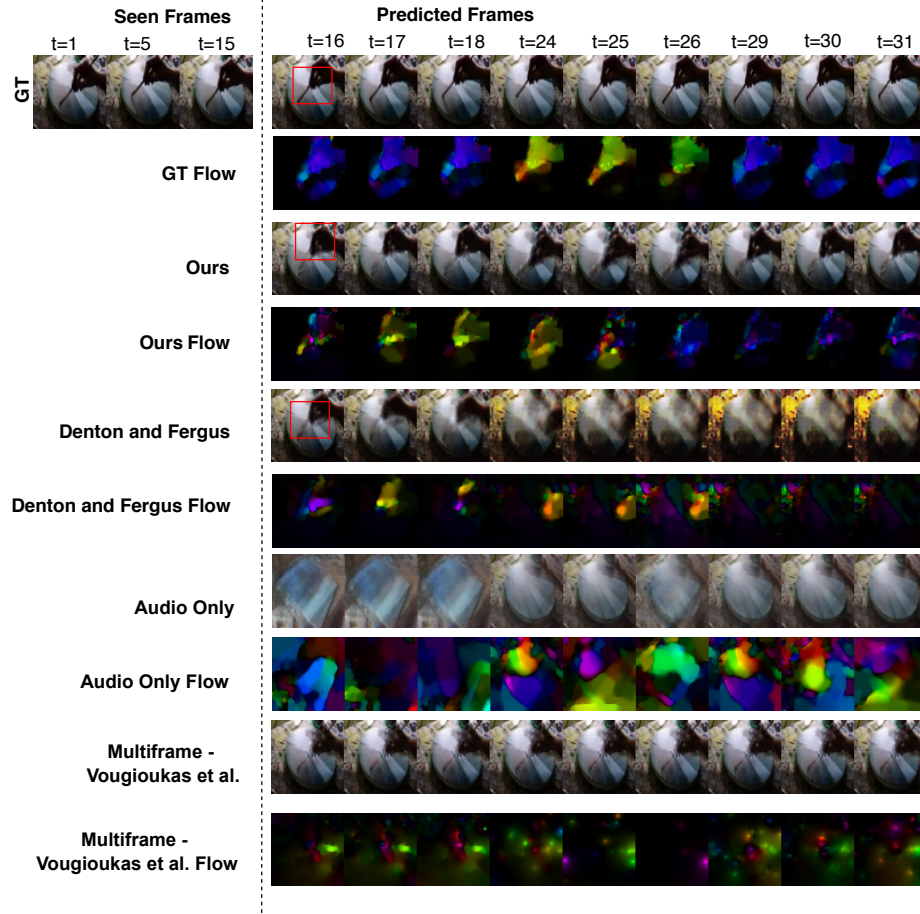 Seen Frames
Predicted Frames
t=1 t=5 t=15 t=16 t=17 t=18 t=24 t=25 t=26 t=29 t=30 t=31
GT
GT Flow
Ours
Ours Flow
Denton and Fergus
Denton and Fergus Flow
Audio Only
Audio Only Flow
Multiframe -
Vougioukas et al.
Multiframe -
Vougioukas et al. Flow